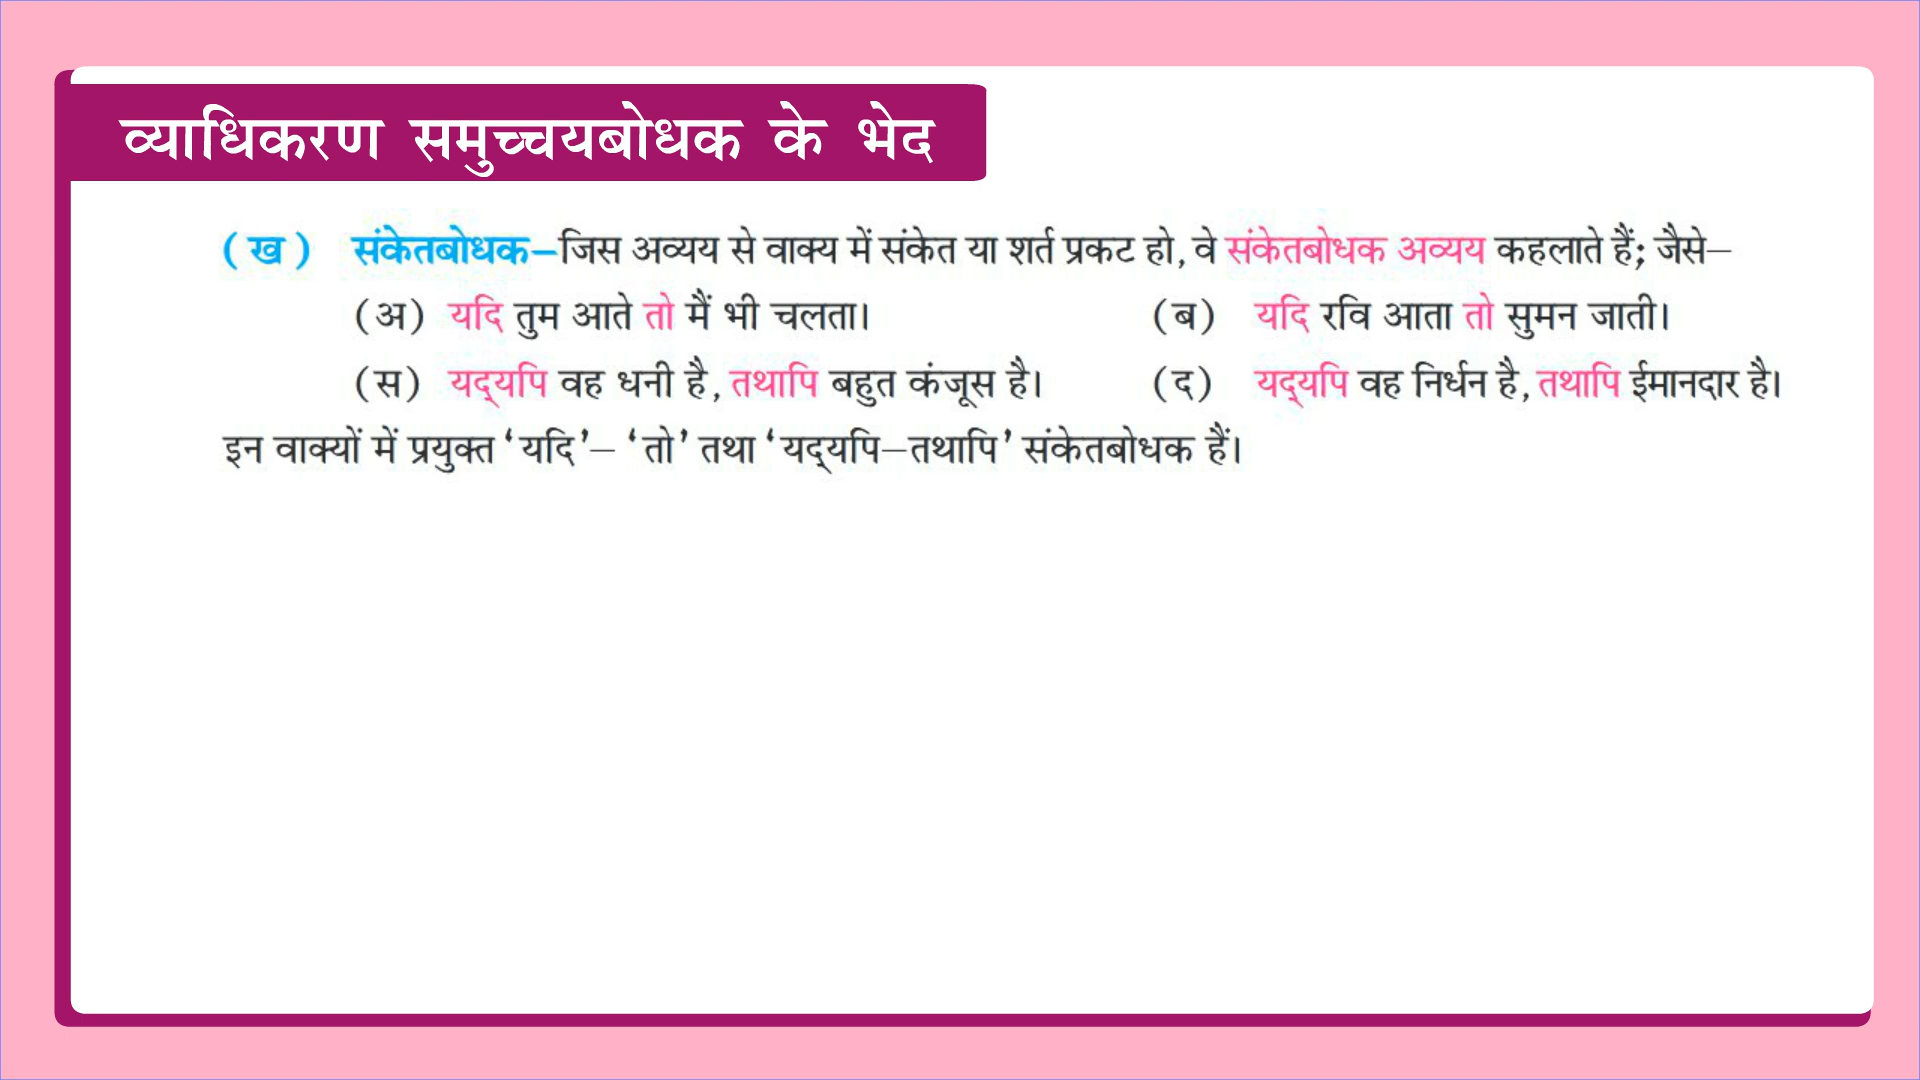 व्याधिकरण समुच्चयबोधक के भेद
( ख ) संकेतबोधक–जिस अव्यय से वाक्य में संकेत या शर्त प्रकट हो, वे संकेतबोधक अव्यय कहलाते हैं; जैसे–
(अ) यदि तुम आते तो मैं भी चलता। (ब) यदि रवि आता तो सुमन जाती।
(स) यद्‌यपि वह धनी है, तथापि बहुत कंजूस है। (द) यद्‌यपि वह निर्धन है, तथापि ईमानदार है।
इन वाक्यों में प्रयुक्त ‘यदि’– ‘तो’ तथा ‘यद्‌यपि–तथापि’ संकेतबोधक हैं।